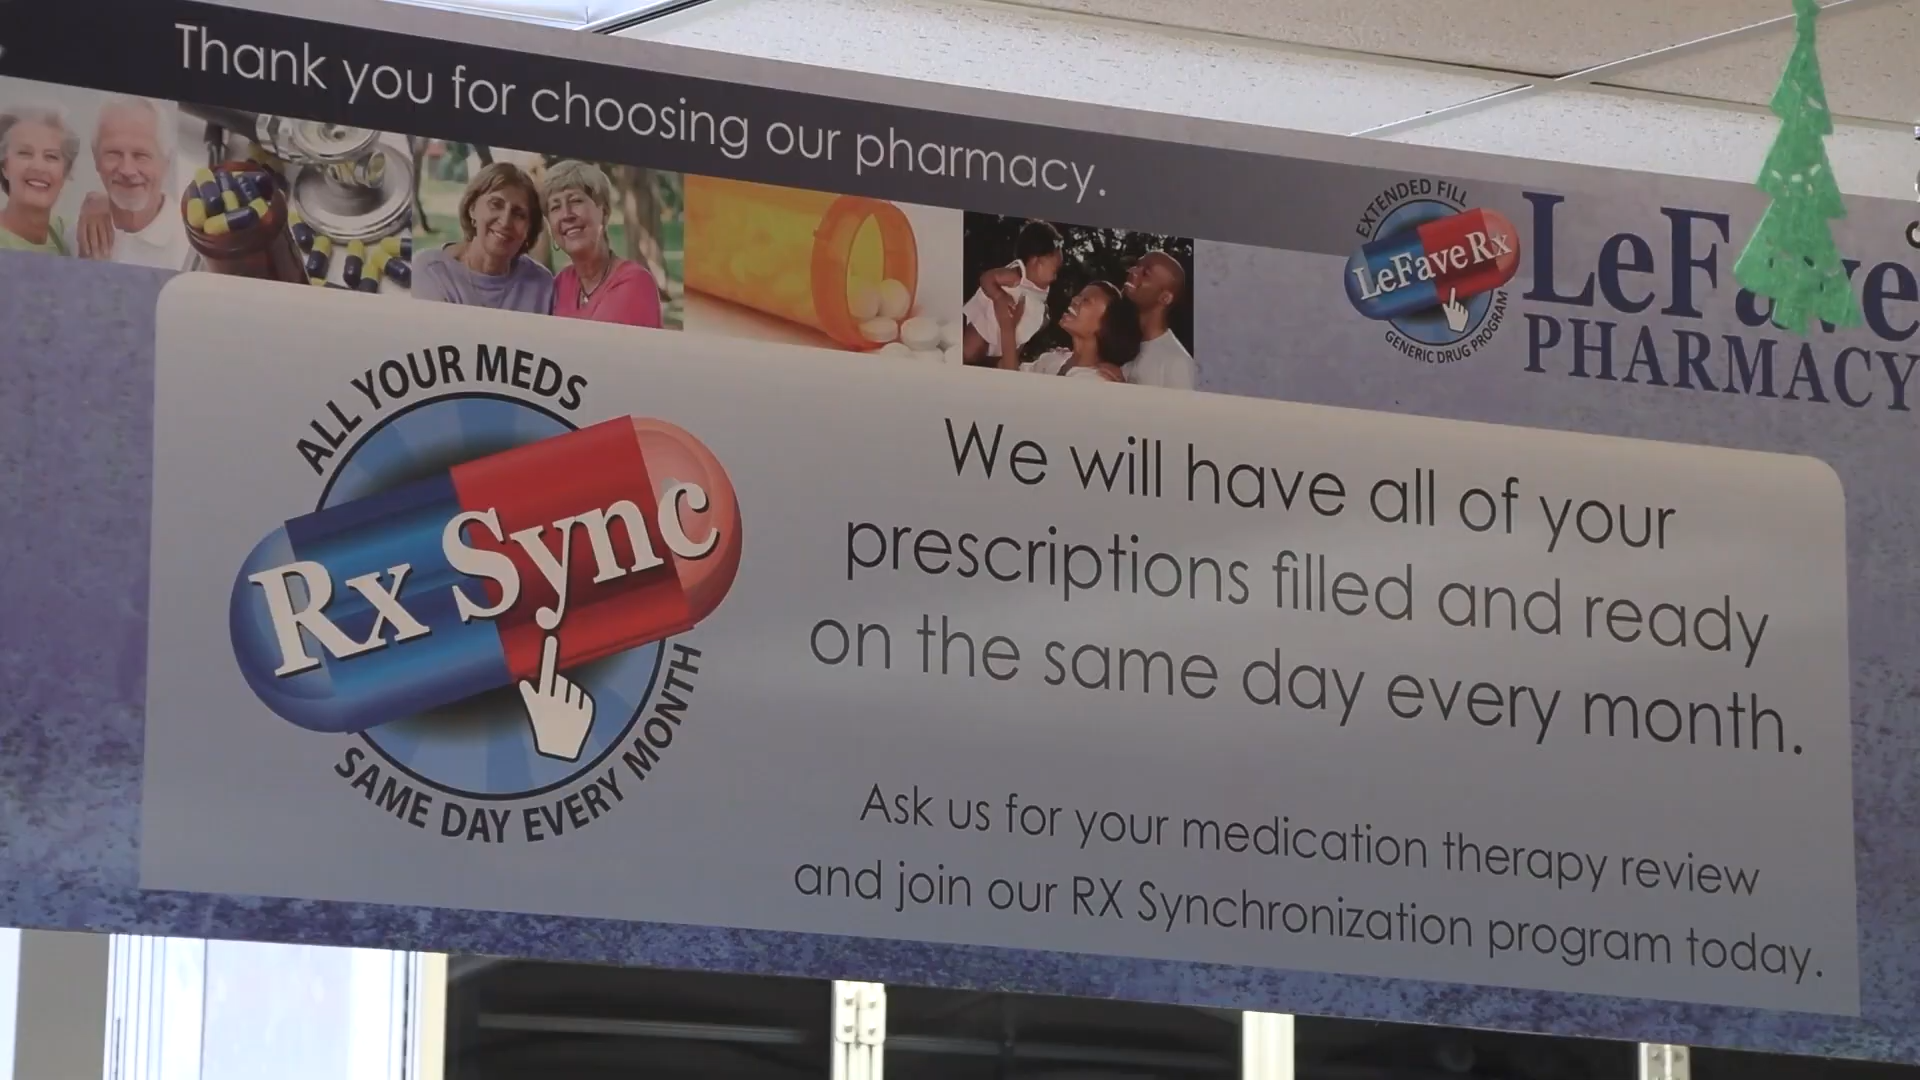 Thank you for choosing our pharmacy.
EXTENDED FILL
LeFave Rx
GENERIC DRUG PROGRAM
LeFave
PHARMACY
ALL YOUR MEDS
Rx Sync
SAME DAY EVERY MONTH
We will have all of your
prescriptions filled and ready
on the same day every month.
Ask us for your medication therapy review
and join our RX Synchronization program today.